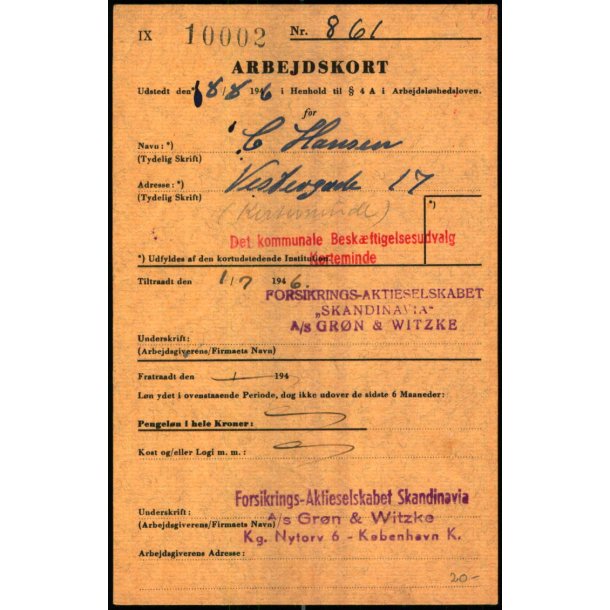 IX 10002 Nr. 861
ARBEJDSKORT
Udstedt den 8/8 1946 i Henhold til § 4 A i Arbejdsløshedsloven.
for
Navn: *) C Hansen
(Tydelig Skrift)
Adresse: *) Vestergade 17
(Tydelig Skrift) (Kerteminde)
*)
Det kommunale Beskæftigelsesudvalg
*) Udfyldes af den kortudstedende Institution.
Kerteminde
Tiltraadt den 1/7 1946.
FORSIKRINGS-AKTIESELSKABET
„SKANDINAVIA"
A/S GRØN & WITZKE
Underskrift:
(Arbejdsgiverens/Firmaets Navn)
Fratraadt den / 194
Løn ydet i ovenstaaende Periode, dog ikke udover de sidste 6 Maaneder:
Pengeløn i hele Kroner:
Kost og/eller Logi m. m. :
Forsikrings-Aktieselskabet Skandinavia
Underskrift:
A/S Grøn & Witzke
(Arbejdsgiverens/Firmaets Navn)
Kg. Nytorv 6 - København K.
Arbejdsgiverens Adresse:
20-